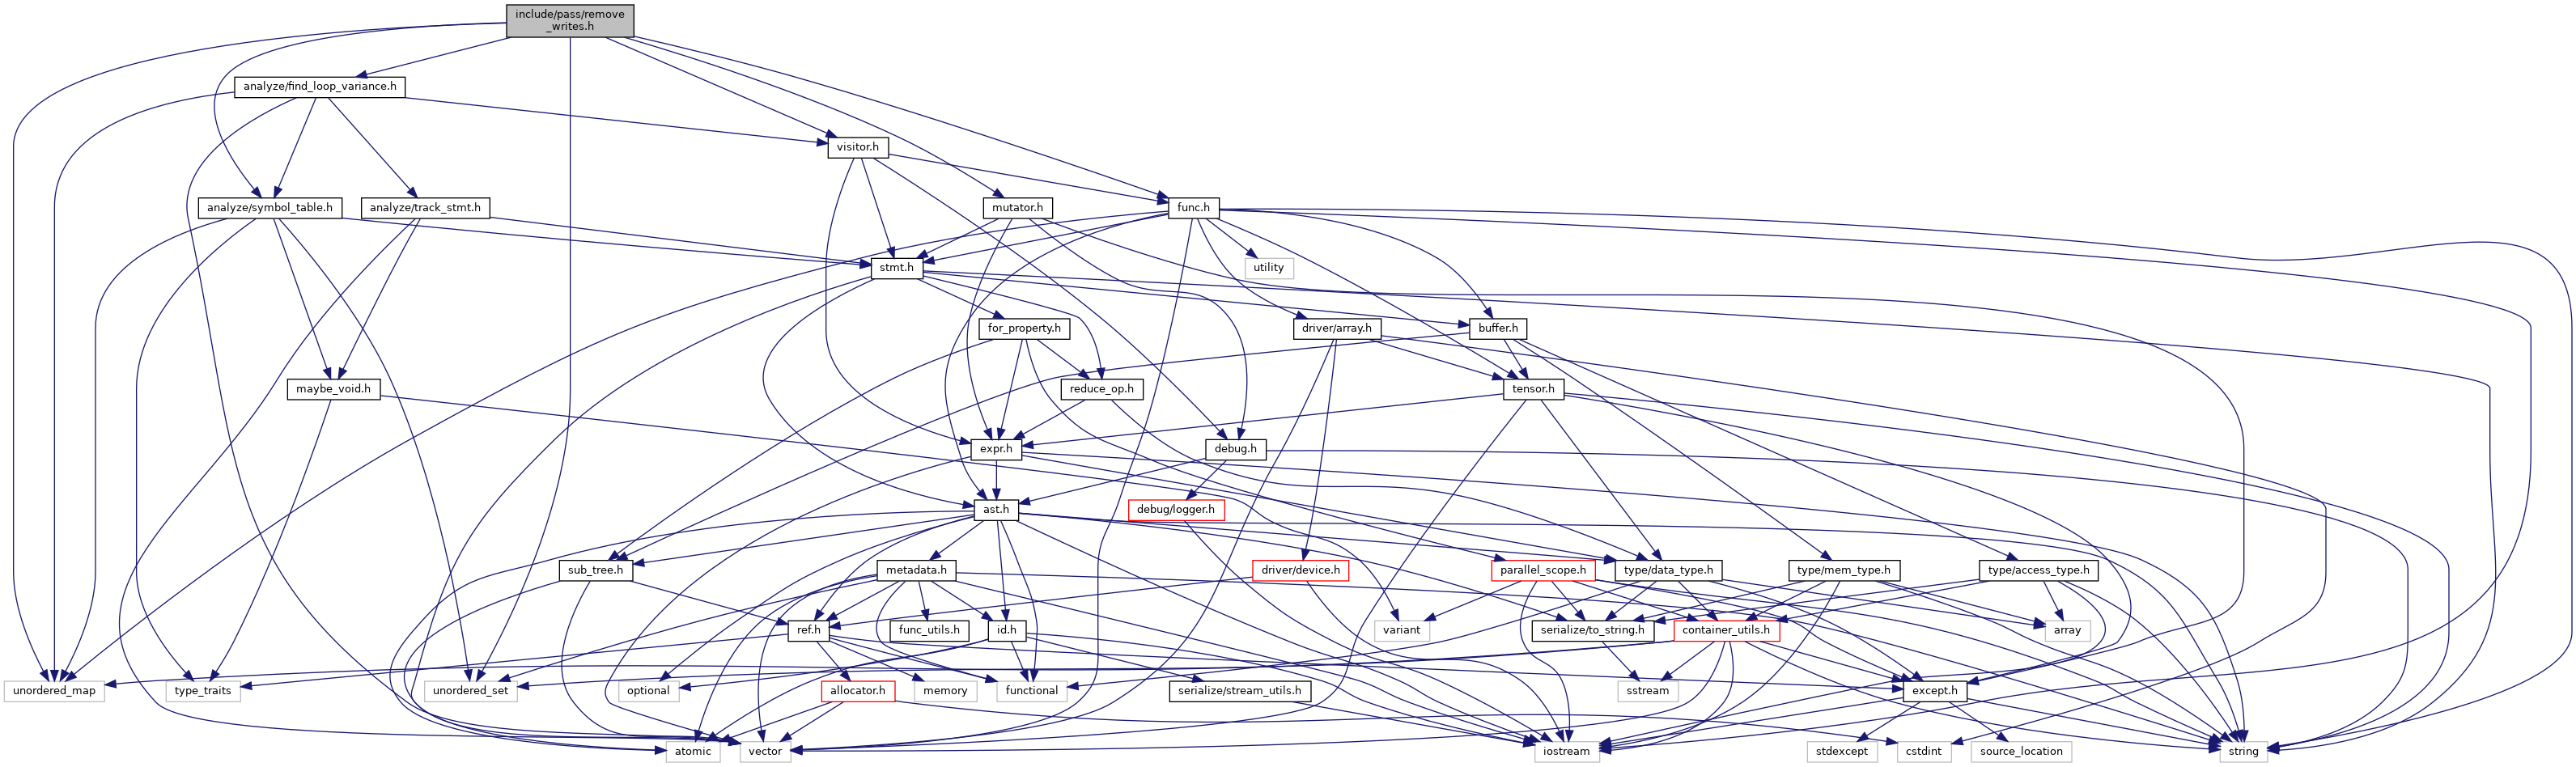 include/pass/remove
_writes.h
analyze/find_loop_variance.h
visitor.h
analyze/symbol_table.h
analyze/track_stmt.h
mutator.h
func.h
stmt.h
utility
for_property.h
driver/array.h
buffer.h
maybe_void.h
reduce_op.h
tensor.h
expr.h
debug.h
ast.h
debug/logger.h
sub_tree.h
metadata.h
driver/device.h
parallel_scope.h
type/data_type.h
type/mem_type.h
type/access_type.h
ref.h
func_utils.h
id.h
variant
serialize/to_string.h
container_utils.h
array
unordered_map
type_traits
unordered_set
optional
allocator.h
memory
functional
serialize/stream_utils.h
sstream
except.h
atomic
vector
iostream
stdexcept
cstdint
source_location
string